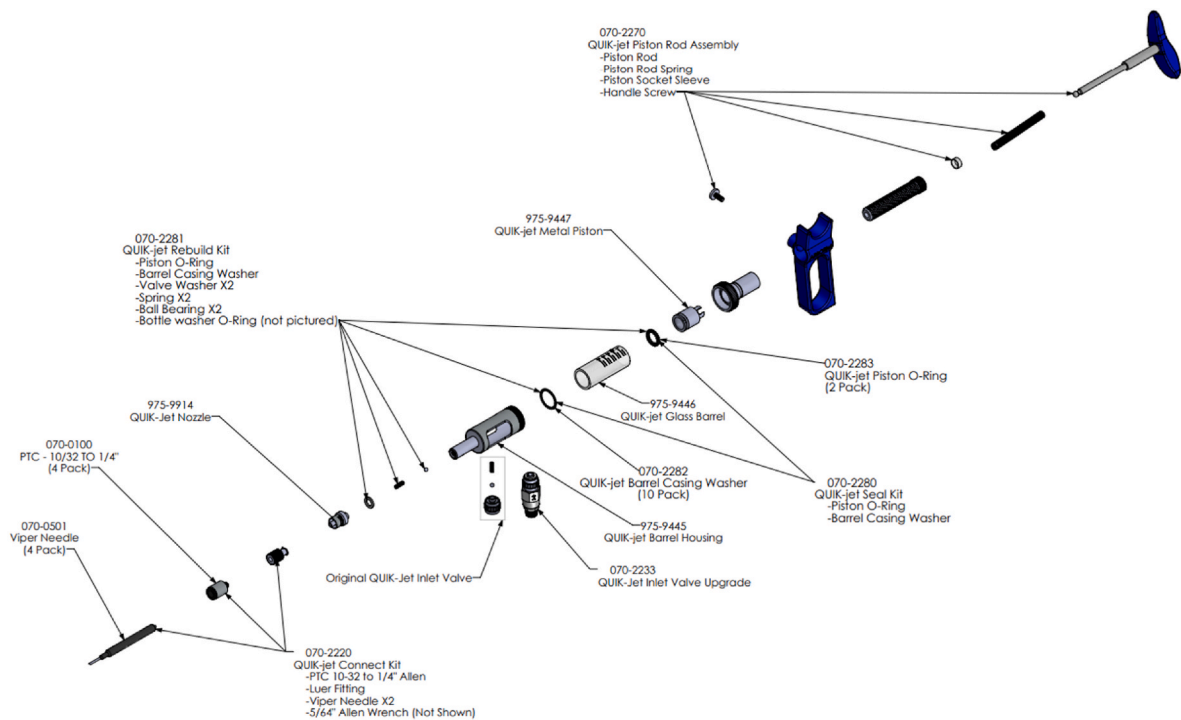 070-2270
QUIK-jet Piston Rod Assembly
-Piston Rod
Piston Rod Spring
-Piston Socket Sleeve
-Handle Screw
975-9447
QUIK-jet Metal Piston
070-2281
QUIK-jet Rebuild Kit
-Piston O-Ring
-Barrel Casing Washer
-Valve Washer X2
-Spring X2
-Ball Bearing X2
-Bottle washer O-Ring (not pictured)
070-2283
QUIK-jet Piston O-Ring
(2 Pack)
975-9446
QUIK-jet Glass Barrel
975-9914
QUIK-Jet Nozzle
070-0100
PTC - 10/32 TO 1/4"
(4 Pack)
070-2282
QUIK-jet Barrel Casing Washer
(10 Pack)
070-2280
QUIK-jet Seal Kit
-Piston O-Ring
-Barrel Casing Washer
070-0501
Viper Needle
(4 Pack)
975-9445
QUIK-jet Barrel Housing
Original QUIK-Jet Inlet Valve
070-2233
QUIK-Jet Inlet Valve Upgrade
070-2220
QUIK-jet Connect Kit
-PTC 10-32 to 1/4" Allen
-Luer Fitting
-Viper Needle X2
-5/64" Allen Wrench (Not Shown)